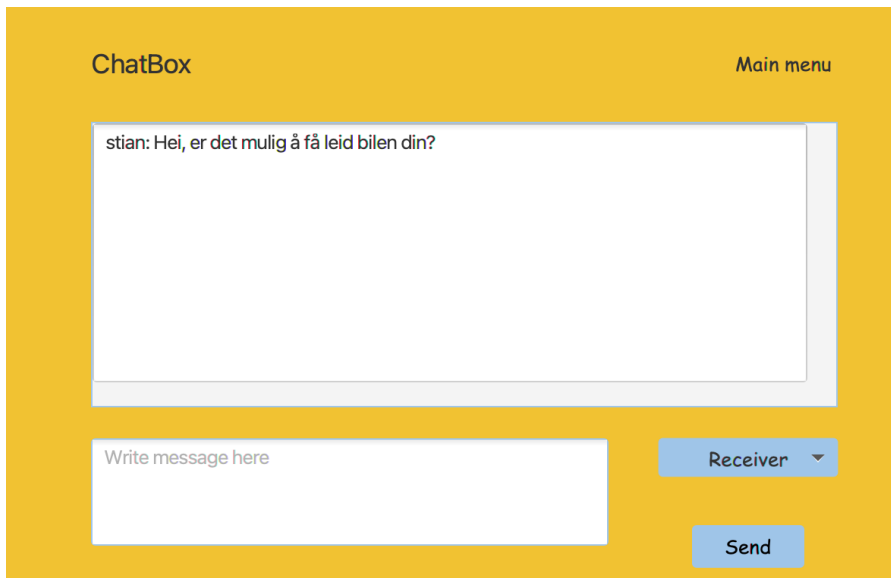 ChatBox
Main menu
stian: Hei, er det mulig å få leid bilen din?
Write message here
Receiver
Send